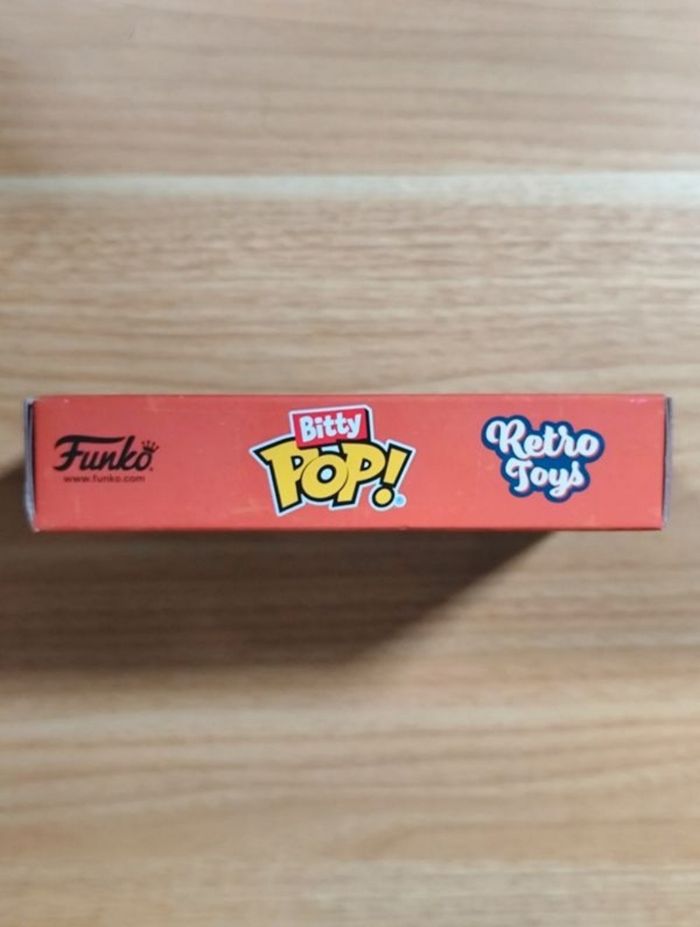 Funko
www.funko.com
Bitty
POP!
Retro
Toys